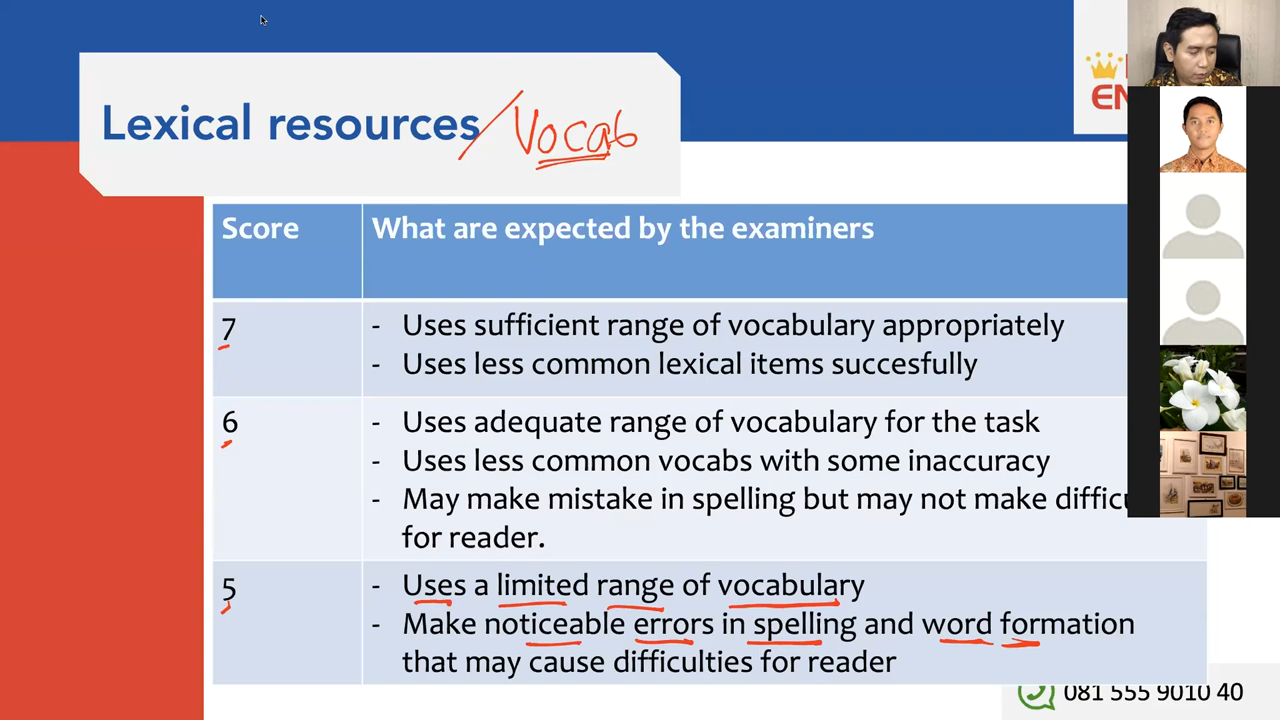 Lexical resources/Vocab
EN
Score What are expected by the examiners
7 - Uses sufficient range of vocabulary appropriately
- Uses less common lexical items succesfully
6 - Uses adequate range of vocabulary for the task
- Uses less common vocabs with some inaccuracy
- May make mistake in spelling but may not make difficu
for reader.
5 - Uses a limited range of vocabulary
- Make noticeable errors in spelling and word formation
that may cause difficulties for reader
081 555 9010 40